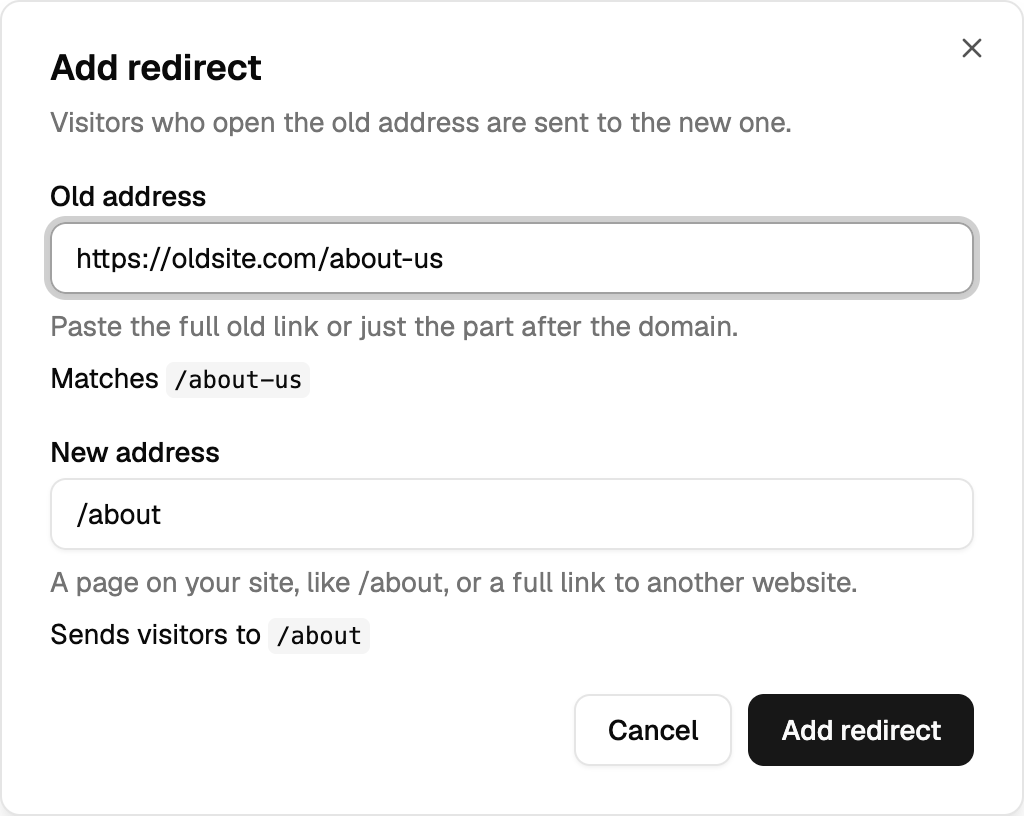 Add redirect
Visitors who open the old address are sent to the new one.
Old address
https://oldsite.com/about-us
Paste the full old link or just the part after the domain.
Matches /about-us
New address
/about
A page on your site, like /about, or a full link to another website.
Sends visitors to /about
Cancel Add redirect